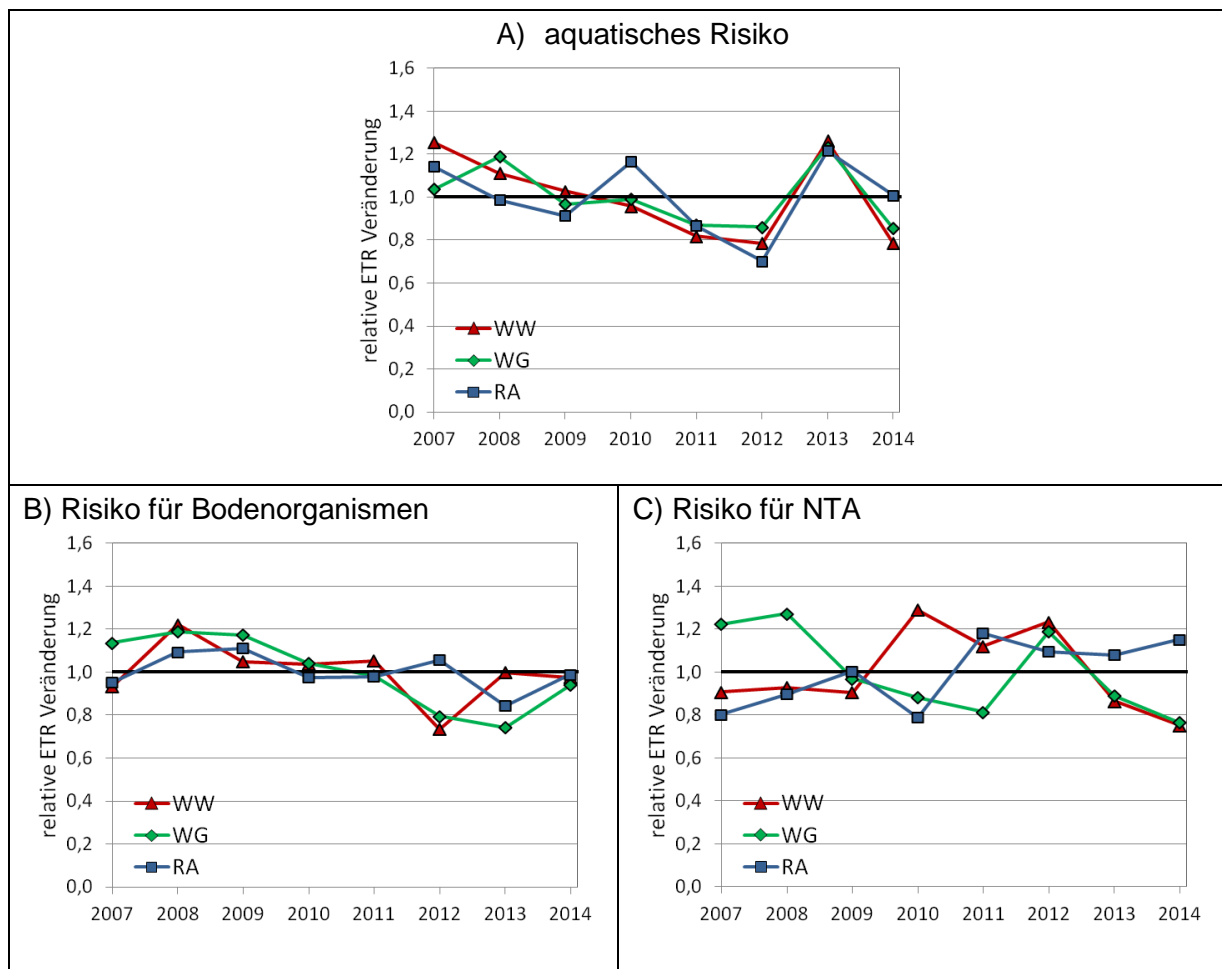 A) aquatisches Risiko
relative ETR Veränderung
1,6
1,4
1,2
1,0
0,8
0,6
0,4
0,2
0,0
WW
WG
RA
2007 2008 2009 2010 2011 2012 2013 2014
B) Risiko für Bodenorganismen
relative ETR Veränderung
1,6
1,4
1,2
1,0
0,8
0,6
0,4
0,2
0,0
WW
WG
RA
2007 2008 2009 2010 2011 2012 2013 2014
C) Risiko für NTA
relative ETR Veränderung
1,6
1,4
1,2
1,0
0,8
0,6
0,4
0,2
0,0
WW
WG
RA
2007 2008 2009 2010 2011 2012 2013 2014